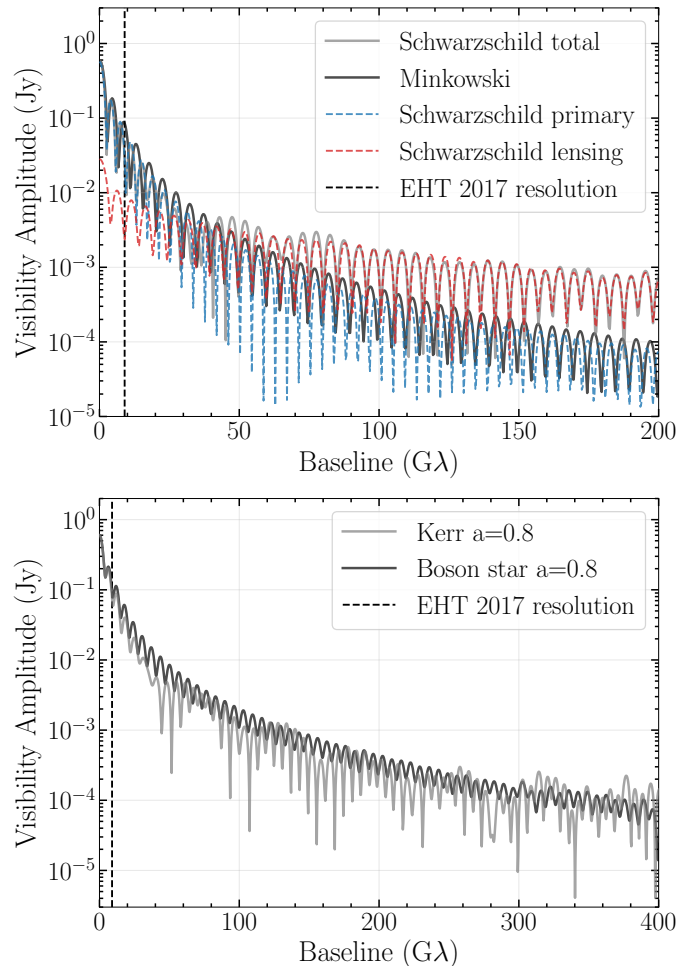 Visibility Amplitude (Jy)
10^0
10^−1
10^−2
10^−3
10^−4
10^−5
Schwarzschild total
Minkowski
Schwarzschild primary
Schwarzschild lensing
EHT 2017 resolution
0 50 100 150 200
Baseline (Gλ)
Visibility Amplitude (Jy)
10^0
10^−1
10^−2
10^−3
10^−4
10^−5
Kerr a=0.8
Boson star a=0.8
EHT 2017 resolution
0 100 200 300 400
Baseline (Gλ)